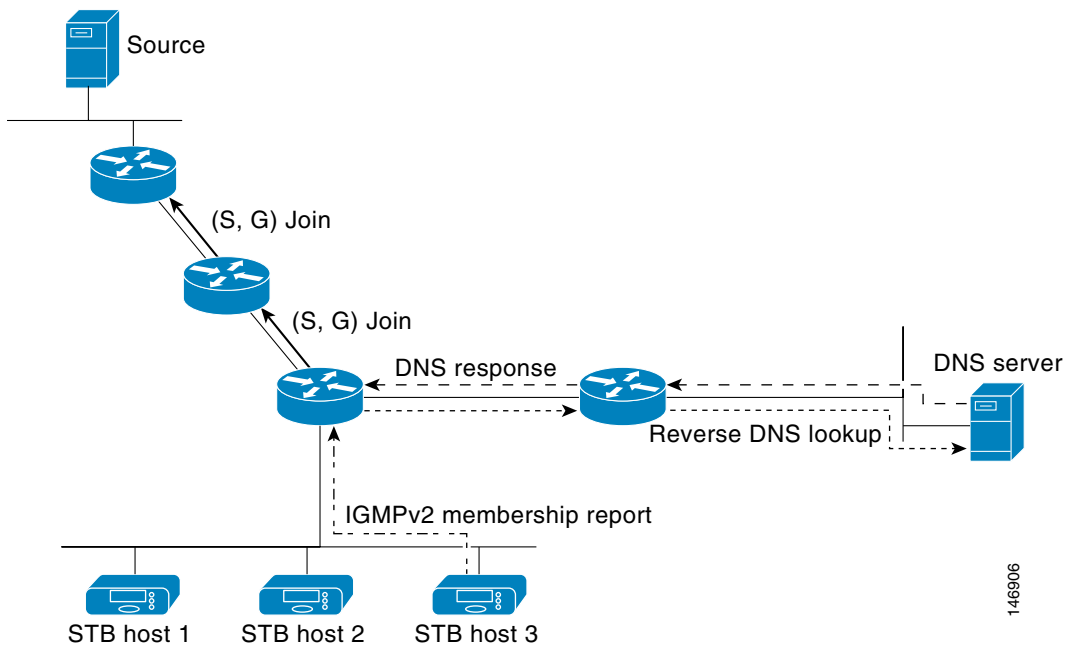 Source
(S, G) Join
(S, G) Join
DNS response
DNS server
Reverse DNS lookup
IGMPv2 membership report
STB host 1
STB host 2
STB host 3
146906